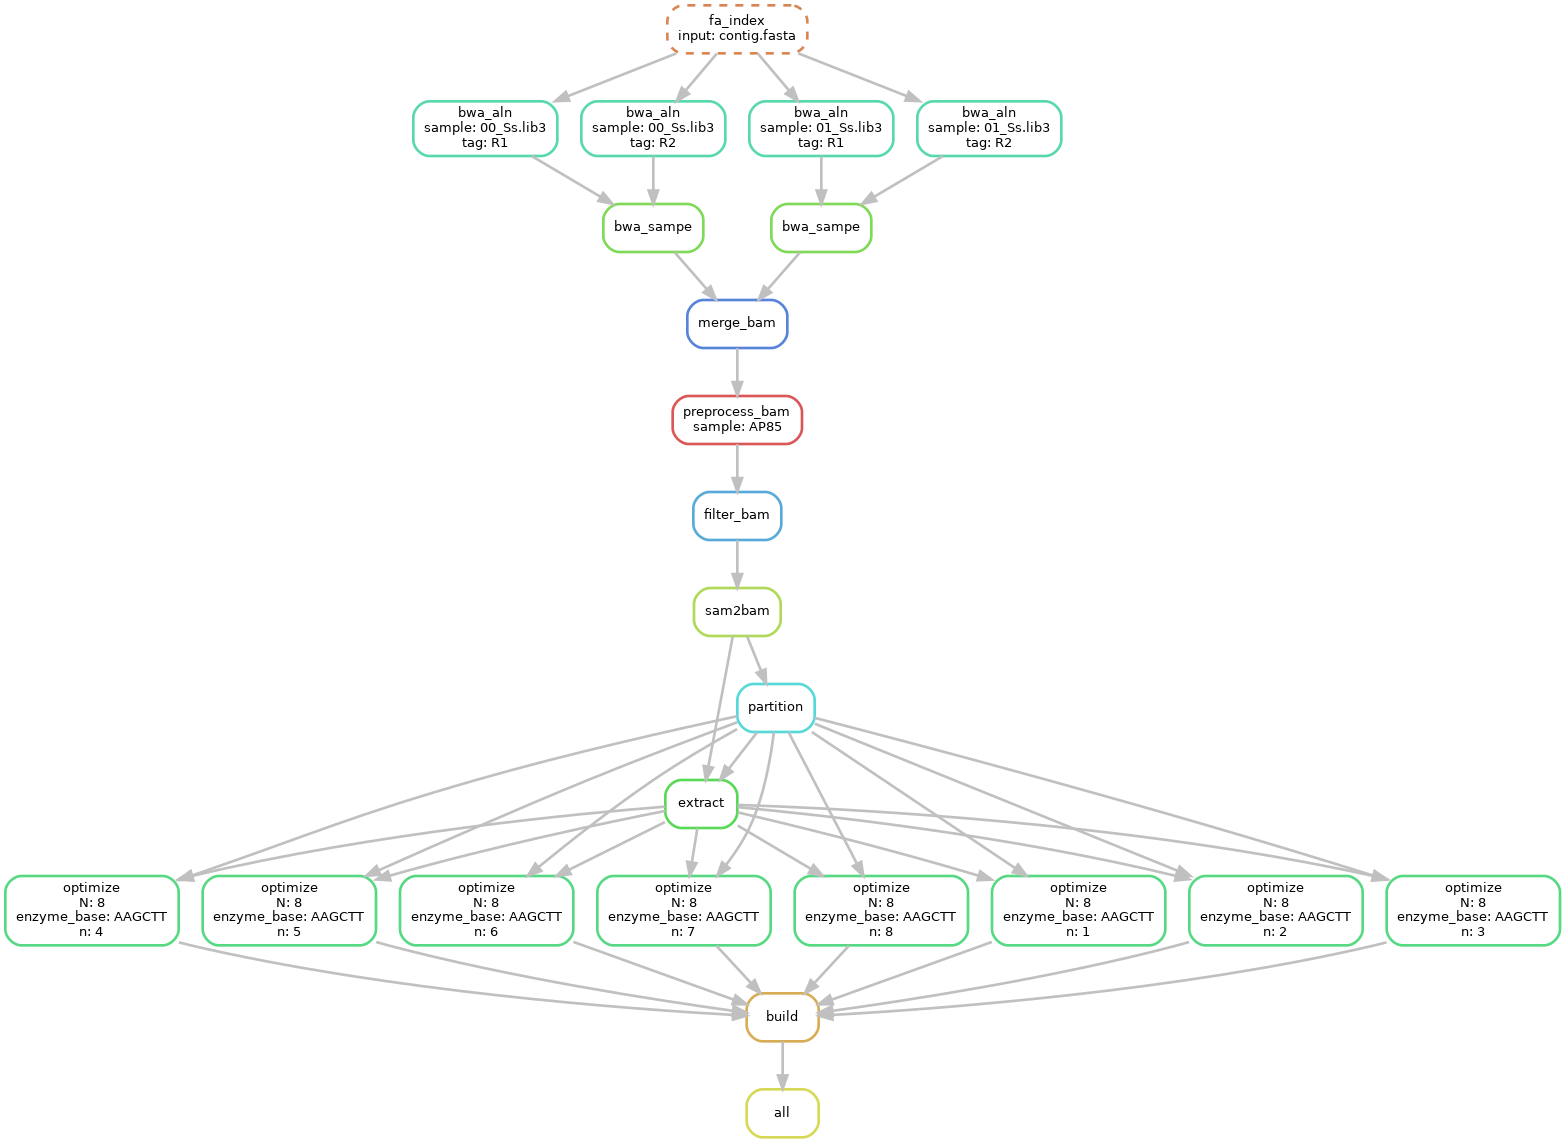 fa_index
input: contig.fasta
bwa_aln
sample: 00_Ss.lib3
tag: R1
bwa_aln
sample: 00_Ss.lib3
tag: R2
bwa_aln
sample: 01_Ss.lib3
tag: R1
bwa_aln
sample: 01_Ss.lib3
tag: R2
bwa_sampe
bwa_sampe
merge_bam
preprocess_bam
sample: AP85
filter_bam
sam2bam
partition
extract
optimize
N: 8
enzyme_base: AAGCTT
n: 4
optimize
N: 8
enzyme_base: AAGCTT
n: 5
optimize
N: 8
enzyme_base: AAGCTT
n: 6
optimize
N: 8
enzyme_base: AAGCTT
n: 7
optimize
N: 8
enzyme_base: AAGCTT
n: 8
optimize
N: 8
enzyme_base: AAGCTT
n: 1
optimize
N: 8
enzyme_base: AAGCTT
n: 2
optimize
N: 8
enzyme_base: AAGCTT
n: 3
build
all